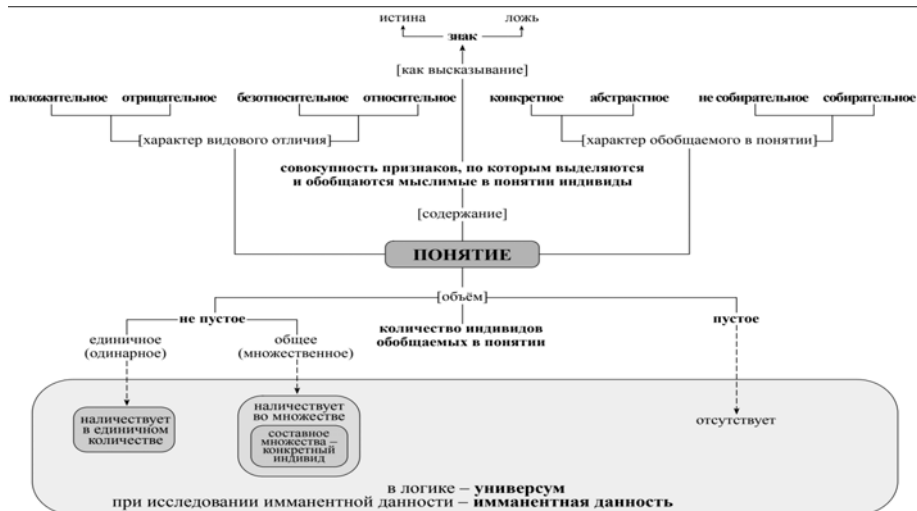 истина ложь
знак
[как высказывание]
положительное отрицательное безотносительное относительное конкретное абстрактное не собирательное собирательное
[характер видового отличия] [характер обобщаемого в понятии]
совокупность признаков, по которым выделяются
и обобщаются мыслимые в понятии индивиды
[содержание]
ПОНЯТИЕ
[объём]
не пустое
пустое
количество индивидов
обобщаемых в понятии
единичное
(одинарное)
общее
(множественное)
наличествует
в единичном
количестве
наличествует
во множестве
составное
множества –
конкретный
индивид
отсутствует
в логике – универсум
при исследовании имманентной данности – имманентная данность